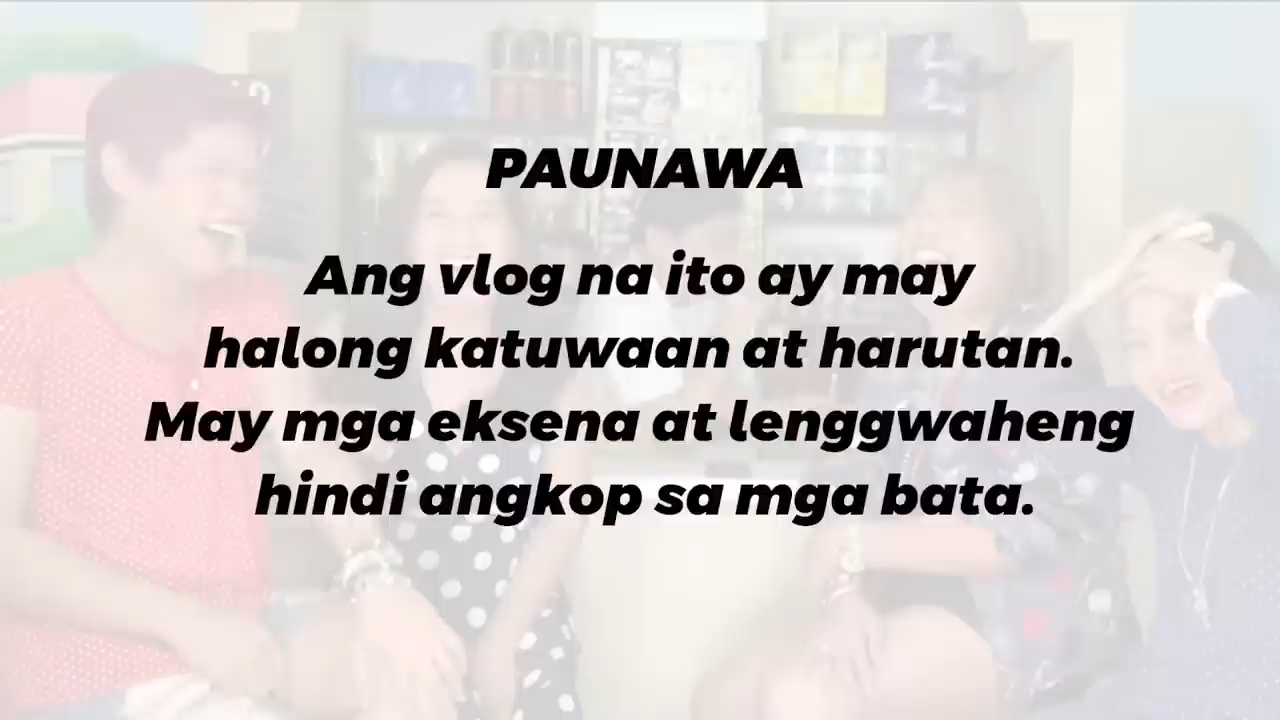 PAUNAWA
Ang vlog na ito ay may
halong katuwaan at harutan.
May mga eksena at lenggwaheng
hindi angkop sa mga bata.